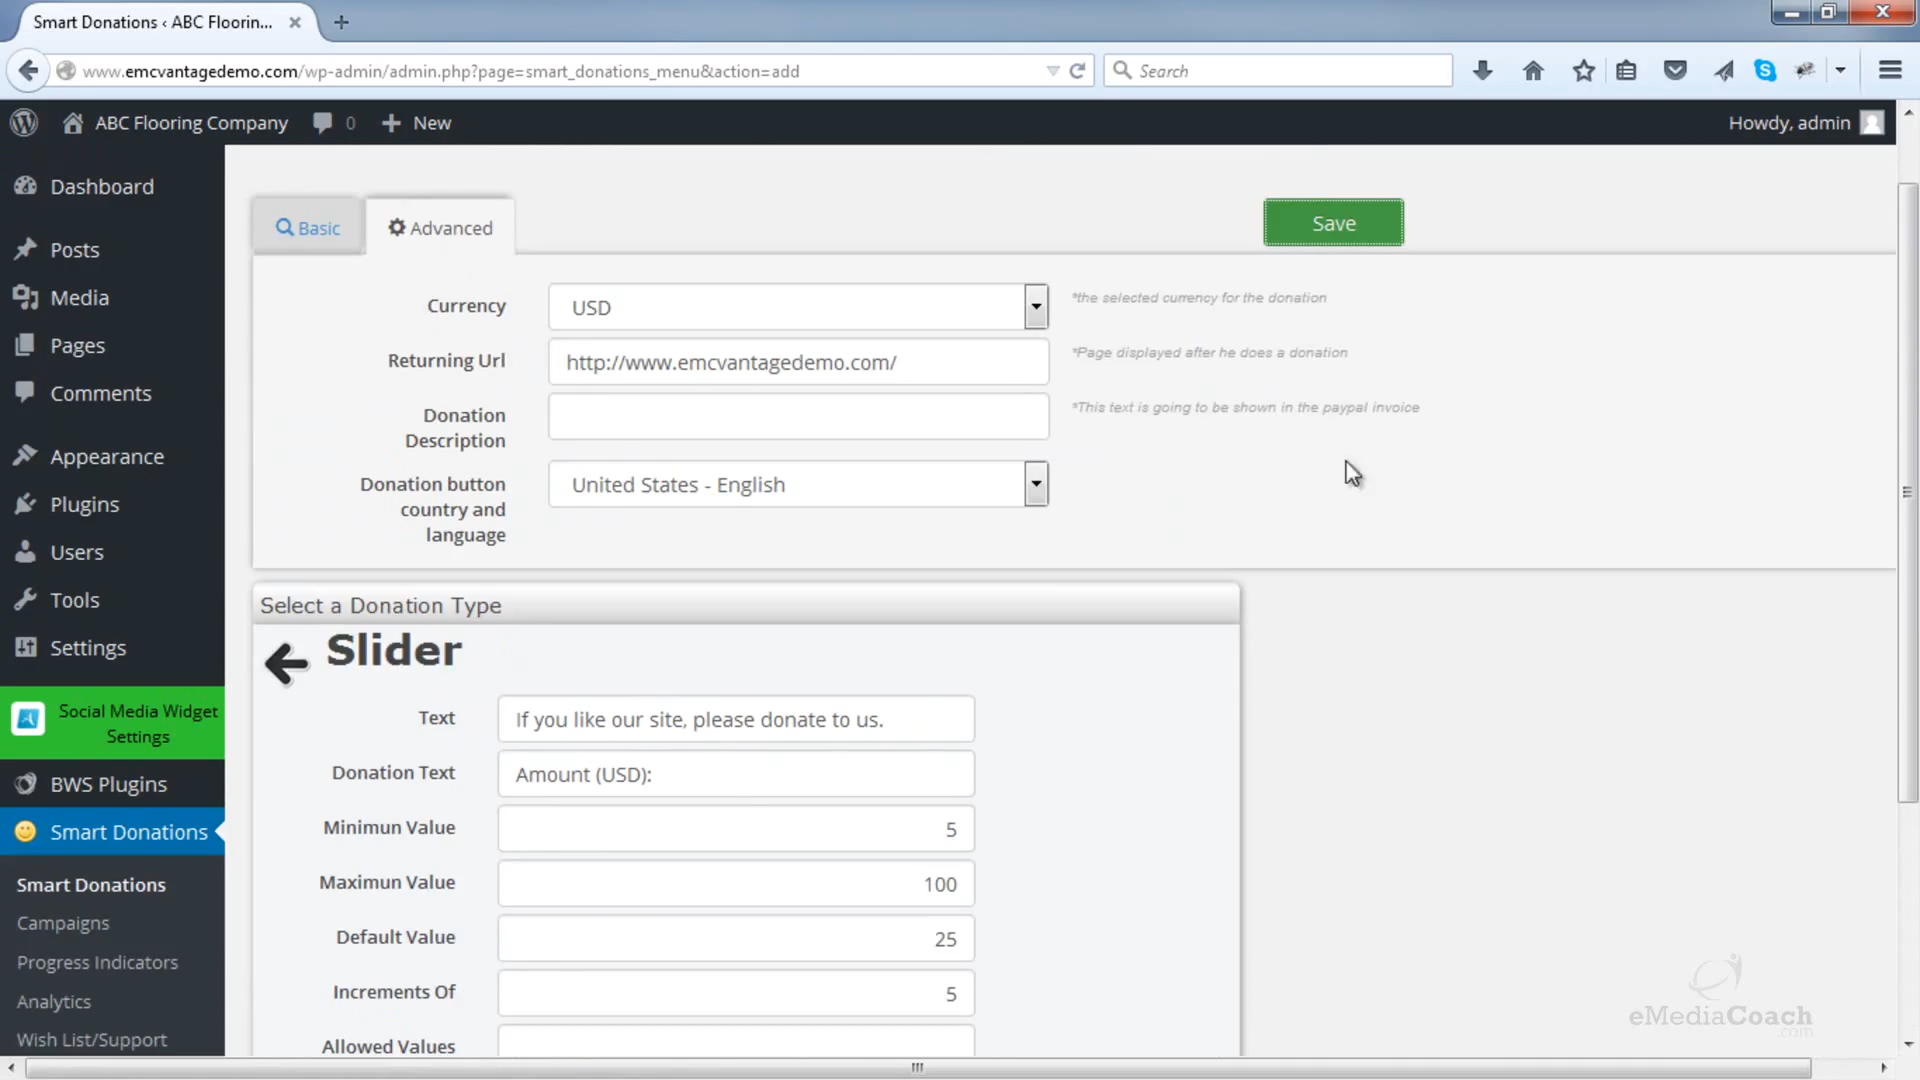 Smart Donations ‹ ABC Floorin...
www.emcvantagedemo.com/wp-admin/admin.php?page=smart_donations_menu&action=add
Search
ABC Flooring Company
0
New
Howdy, admin
Dashboard
Posts
Media
Pages
Comments
Appearance
Plugins
Users
Tools
Settings
Social Media Widget
Settings
BWS Plugins
Smart Donations
Smart Donations
Campaigns
Progress Indicators
Analytics
Wish List/Support
Basic
Advanced
Save
Currency
USD
*the selected currency for the donation
Returning Url
http://www.emcvantagedemo.com/
*Page displayed after he does a donation
Donation
Description
*This text is going to be shown in the paypal invoice
Donation button
country and
language
United States - English
Select a Donation Type
Slider
Text
If you like our site, please donate to us.
Donation Text
Amount (USD):
Minimun Value
5
Maximun Value
100
Default Value
25
Increments Of
5
Allowed Values
eMediaCoach
.com